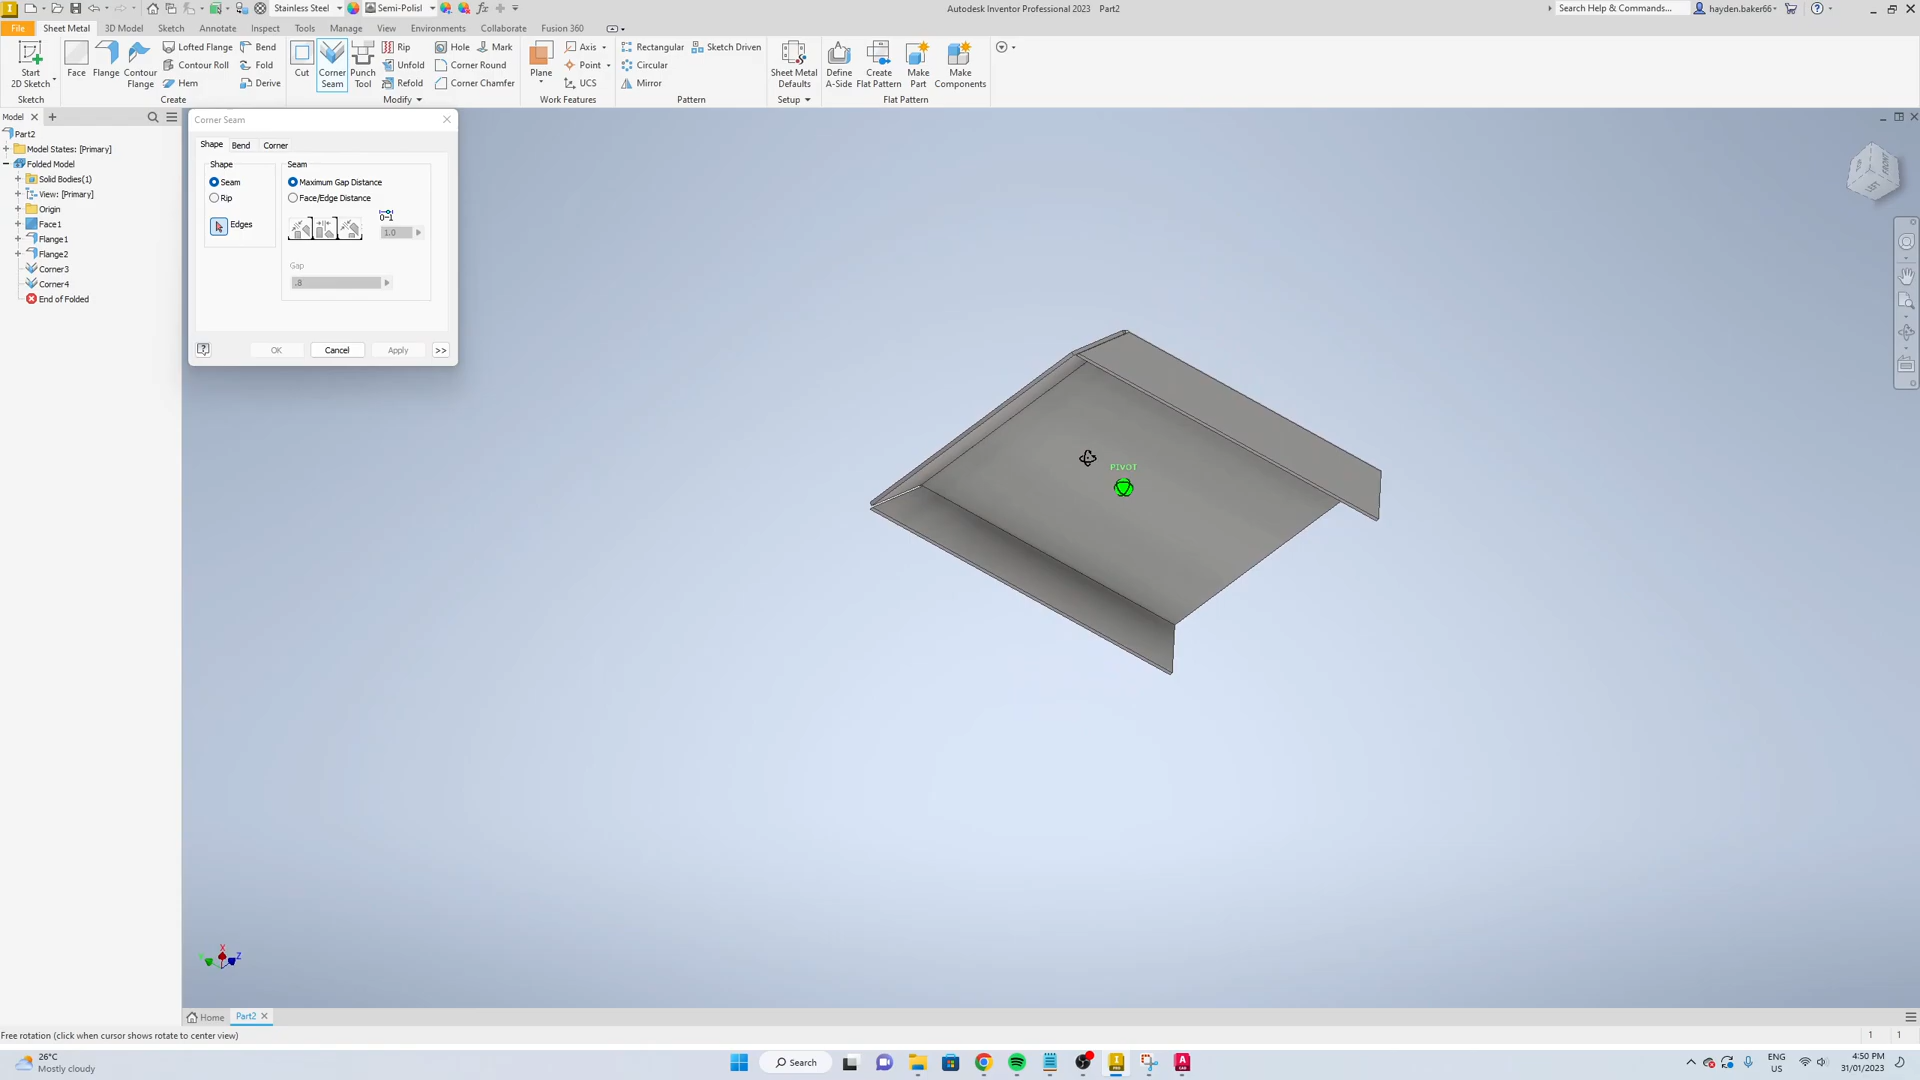 Stainless Steel Semi-Polisl Autodesk Inventor Professional 2023 Part2 Search Help & Commands... hayden.baker66
File Sheet Metal 3D Model Sketch Annotate Inspect Tools Manage View Environments Collaborate Fusion 360
Start 2D Sketch
Sketch
Face
Flange
Contour Flange
Lofted Flange
Contour Roll
Hem
Bend
Fold
Derive
Create
Cut
Corner Seam
Punch Tool
Rip
Unfold
Refold
Hole
Mark
Corner Round
Corner Chamfer
Modify
Plane
Axis
Point
UCS
Work Features
Rectangular
Sketch Driven
Circular
Mirror
Pattern
Sheet Metal Defaults
Setup
Define A-Side
Create Flat Pattern
Make Part
Make Components
Flat Pattern
Model
Part2
Model States: [Primary]
Folded Model
Solid Bodies(1)
View: [Primary]
Origin
Face1
Flange1
Flange2
Corner3
Corner4
End of Folded
Corner Seam
Shape Bend Corner
Shape
Seam
Rip
Edges
Seam
Maximum Gap Distance
Face/Edge Distance
0-1
1.0
Gap
.8
OK Cancel Apply >>
PIVOT
FRONT
X
Z
Home Part2
Free rotation (click when cursor shows rotate to center view)
1 1
26°C
Mostly cloudy
Search
ENG
US
4:50 PM
31/01/2023